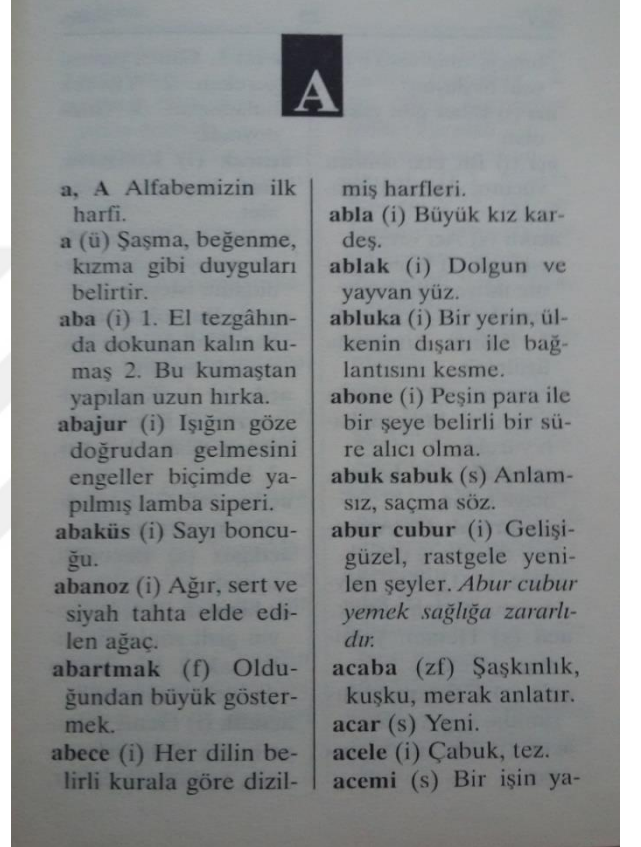 A
a, A Alfabemizin ilk
harfi.
a (ü) Şaşma, beğenme,
kızma gibi duyguları
belirtir.
aba (i) 1. El tezgâhın-
da dokunan kalın ku-
maş 2. Bu kumaştan
yapılan uzun hırka.
abajur (i) Işığın göze
doğrudan gelmesini
engeller biçimde ya-
pılmış lamba siperi.
abaküs (i) Sayı boncu-
ğu.
abanoz (i) Ağır, sert ve
siyah tahta elde edi-
len ağaç.
abartmak (f) Oldu-
ğundan büyük göster-
mek.
abece (i) Her dilin be-
lirli kurala göre dizil-
miş harfleri.
abla (i) Büyük kız kar-
deş.
ablak (i) Dolgun ve
yayvan yüz.
abluka (i) Bir yerin, ül-
kenin dışarı ile bağ-
lantısını kesme.
abone (i) Peşin para ile
bir şeye belirli bir sü-
re alıcı olma.
abuk sabuk (s) Anlam-
sız, saçma söz.
abur cubur (i) Gelişi-
güzel, rastgele yeni-
len şeyler. Abur cubur
yemek sağlığa zararlı-
dır.
acaba (zf) Şaşkınlık,
kuşku, merak anlatır.
acar (s) Yeni.
acele (i) Çabuk, tez.
acemi (s) Bir işin ya-